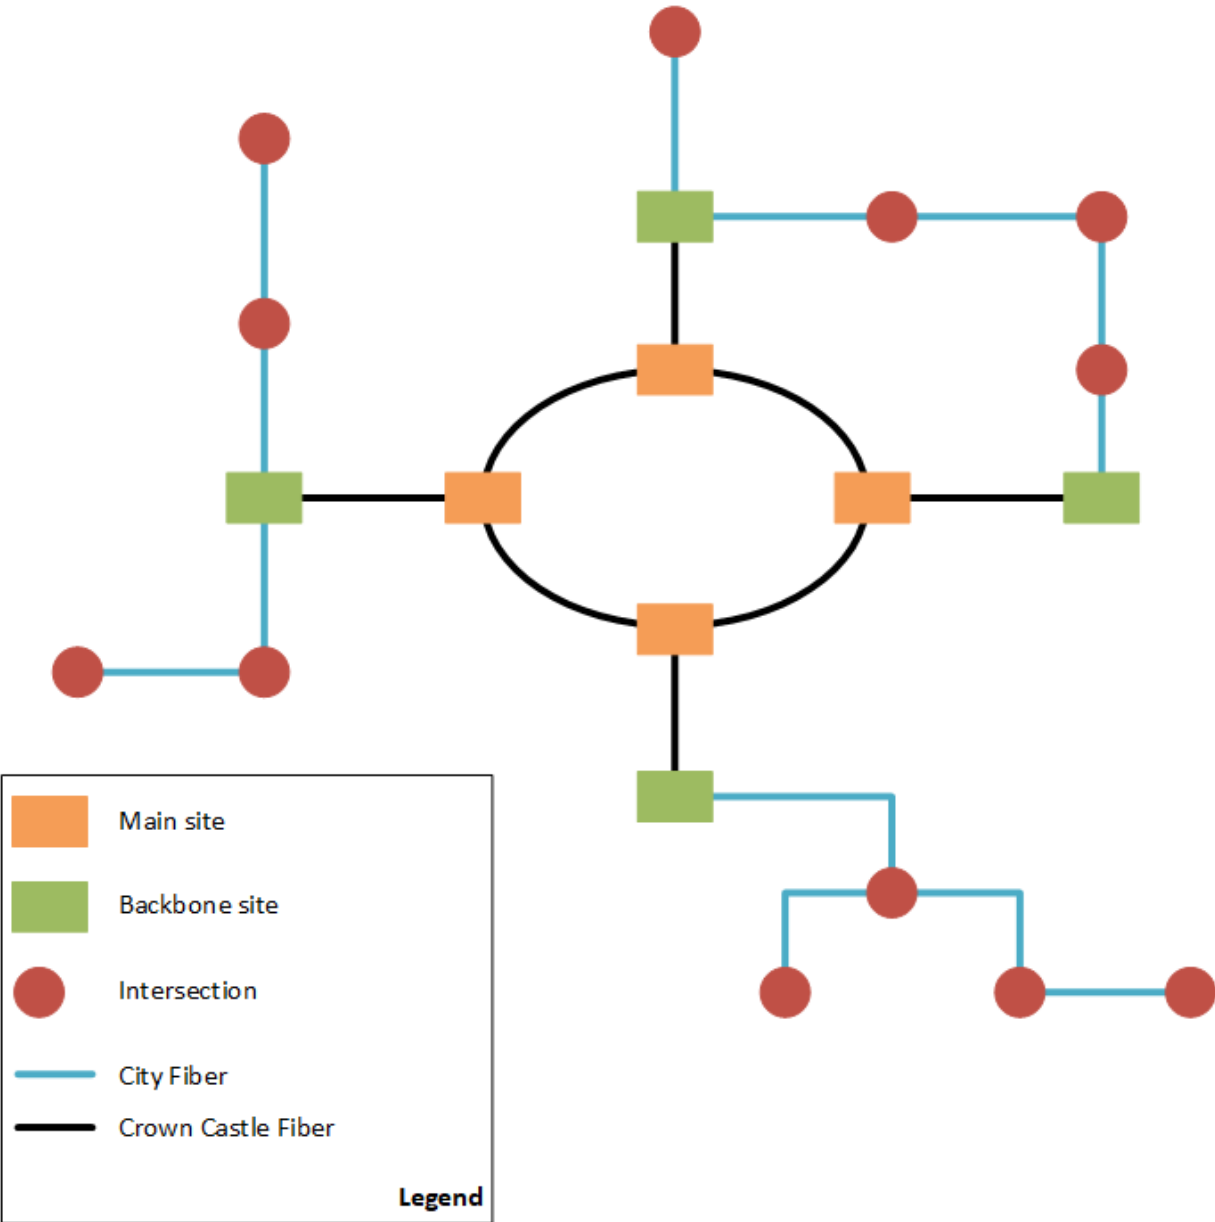 Main site
Backbone site
Intersection
City Fiber
Crown Castle Fiber
Legend